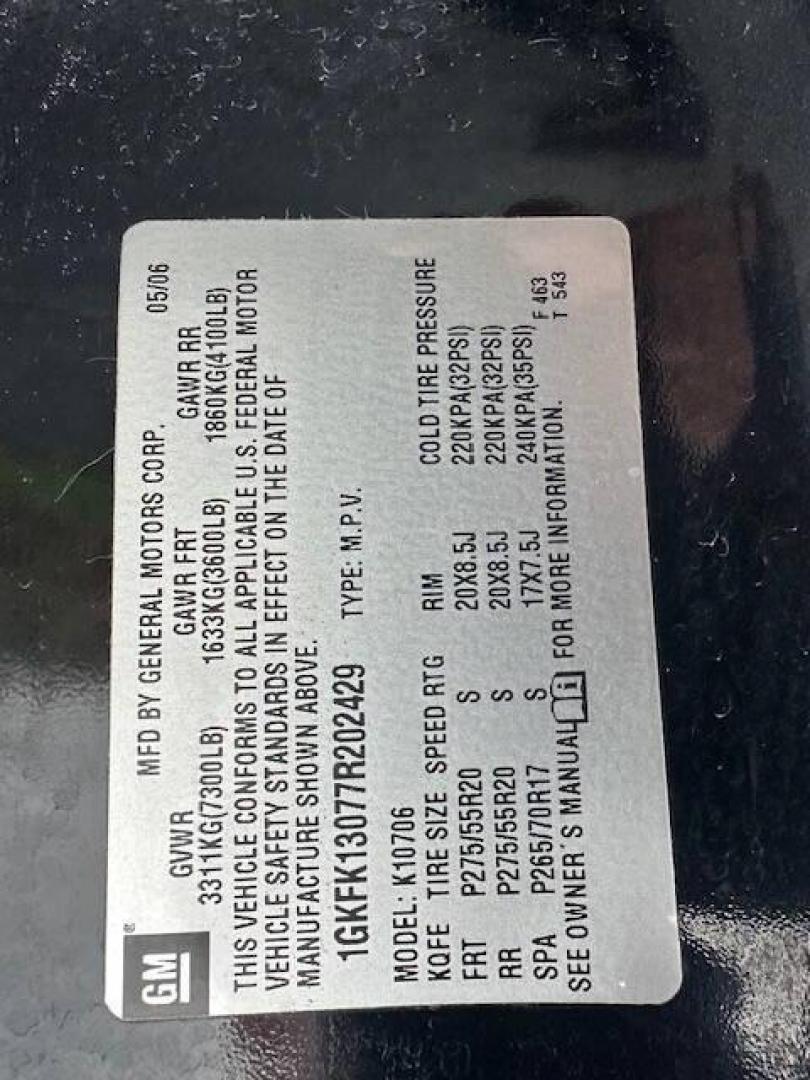 GM®
MFD BY GENERAL MOTORS CORP. 05/06
GVWR GAWR FRT GAWR RR
3311KG(7300LB) 1633KG(3600LB) 1860KG(4100LB)
THIS VEHICLE CONFORMS TO ALL APPLICABLE U.S. FEDERAL MOTOR
VEHICLE SAFETY STANDARDS IN EFFECT ON THE DATE OF
MANUFACTURE SHOWN ABOVE.
1GKFK13077R202429 TYPE: M.P.V.
MODEL: K10706
KQFE TIRE SIZE SPEED RTG RIM COLD TIRE PRESSURE
FRT P275/55R20 S 20X8.5J 220KPA(32PSI)
RR P275/55R20 S 20X8.5J 220KPA(32PSI)
SPA P265/70R17 S 17X7.5J 240KPA(35PSI)
SEE OWNER'S MANUAL i FOR MORE INFORMATION.
F 463
T 543